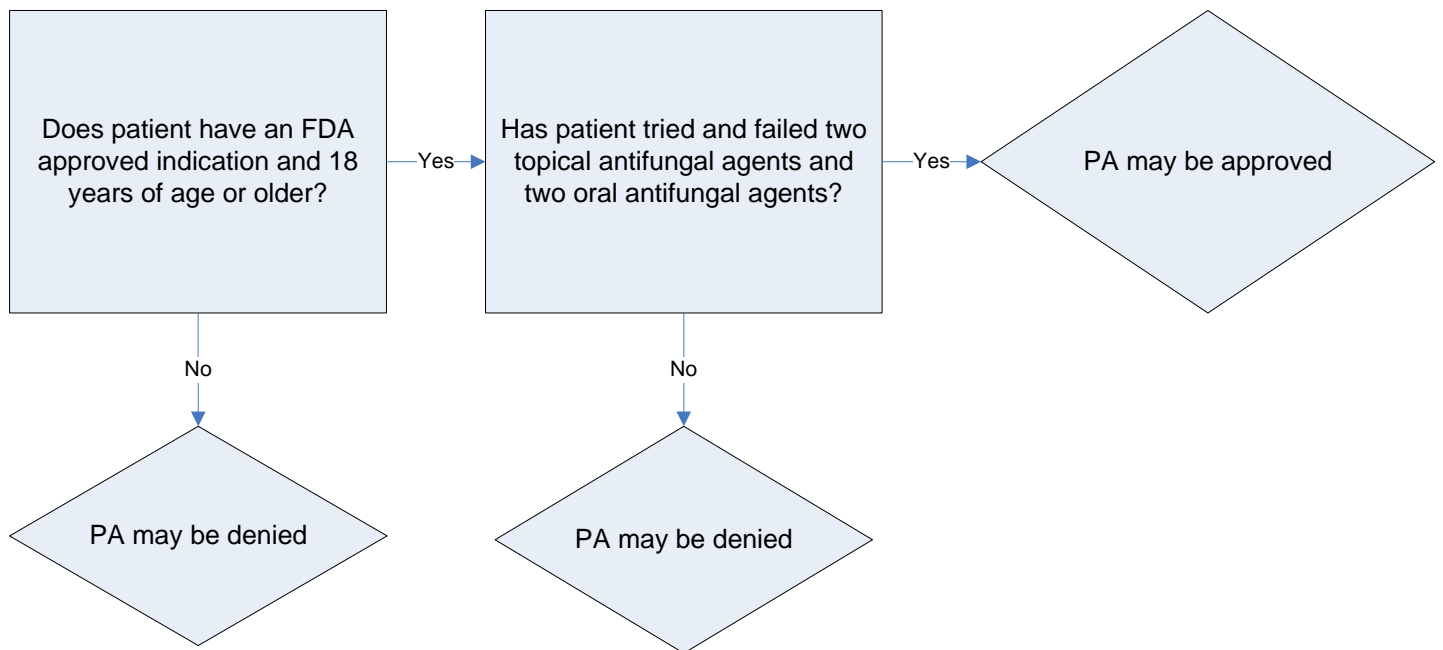 Does patient have an FDA
approved indication and 18
years of age or older?
Yes
Has patient tried and failed two
topical antifungal agents and
two oral antifungal agents?
Yes
PA may be approved
No
No
PA may be denied
PA may be denied